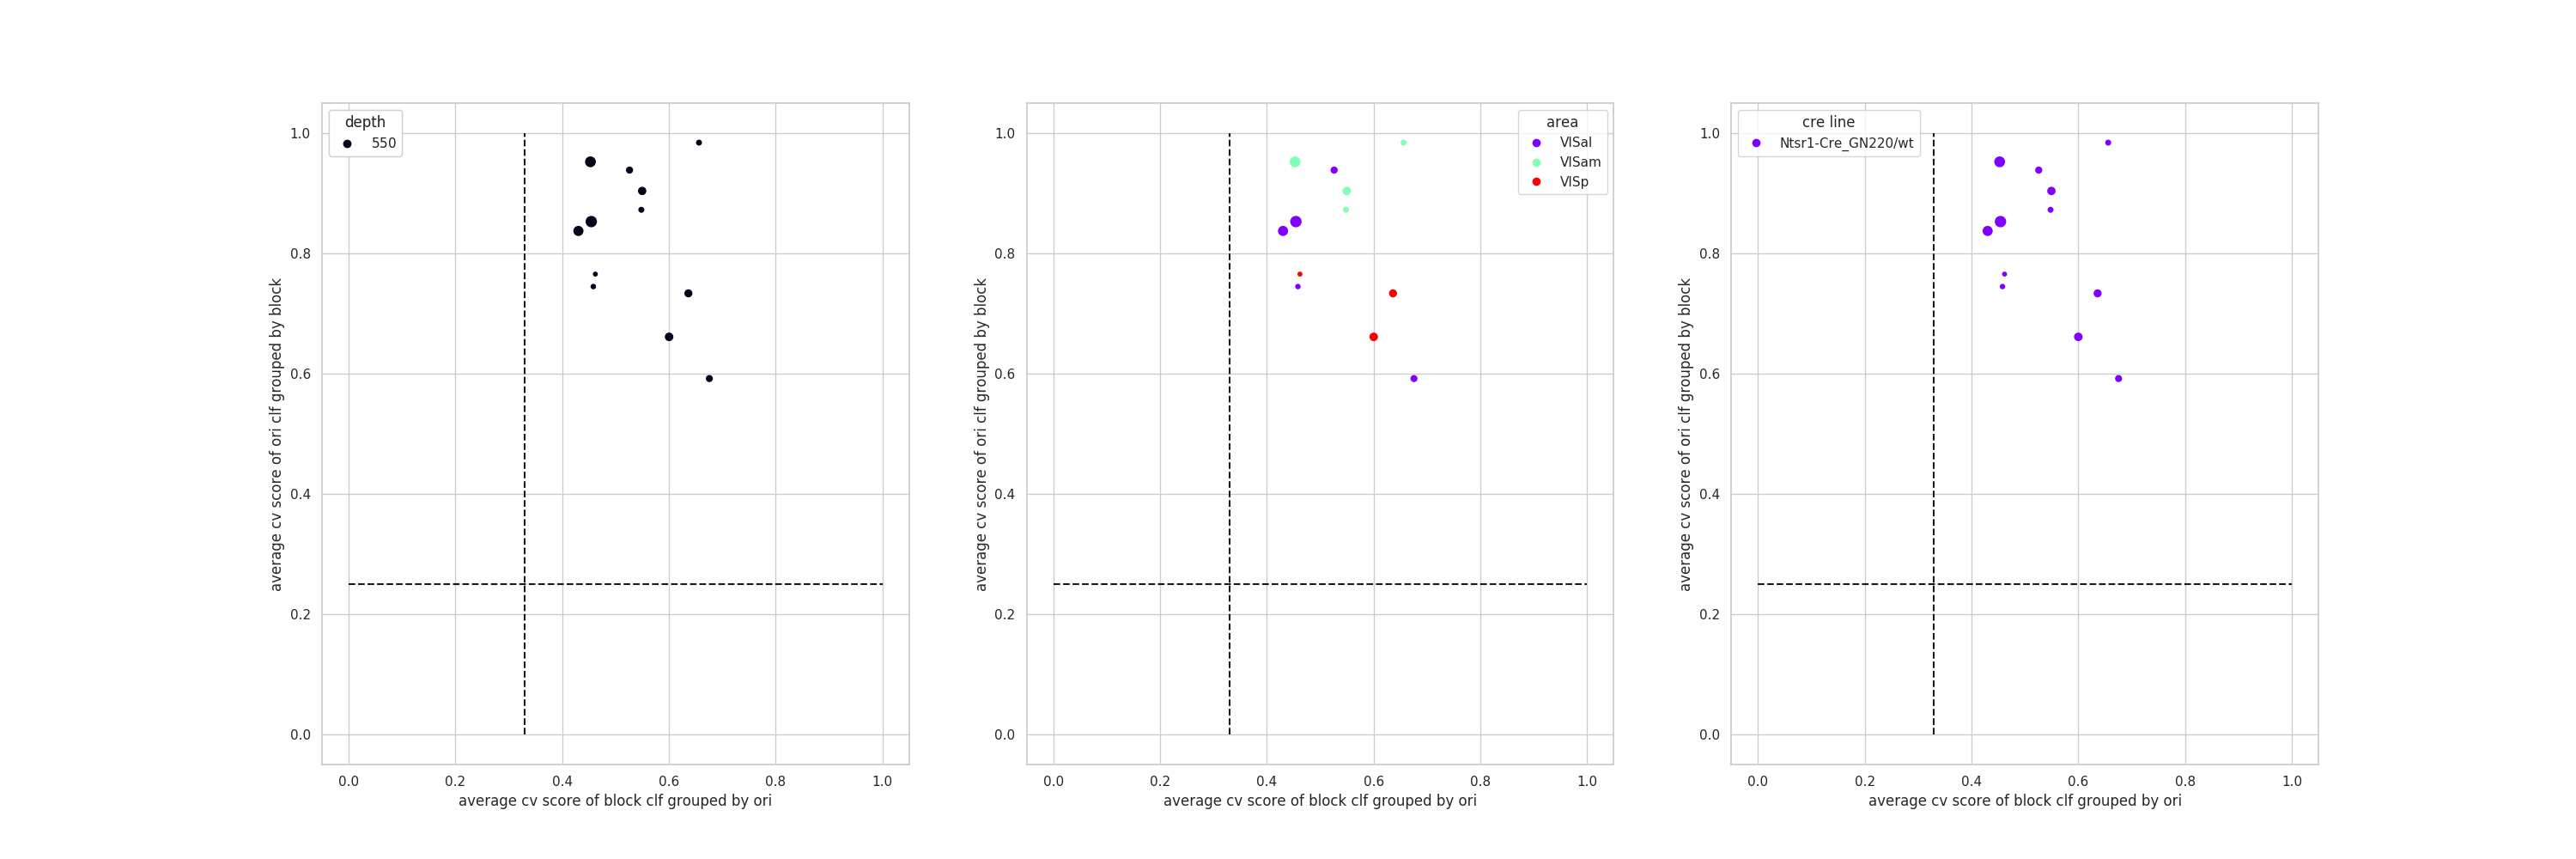 depth
550
1.0
0.8
0.6
0.4
0.2
0.0
average cv score of ori clf grouped by block
0.0 0.2 0.4 0.6 0.8 1.0
average cv score of block clf grouped by ori
area
VISal
VISam
VISp
1.0
0.8
0.6
0.4
0.2
0.0
average cv score of ori clf grouped by block
0.0 0.2 0.4 0.6 0.8 1.0
average cv score of block clf grouped by ori
cre line
Ntsr1-Cre_GN220/wt
1.0
0.8
0.6
0.4
0.2
0.0
average cv score of ori clf grouped by block
0.0 0.2 0.4 0.6 0.8 1.0
average cv score of block clf grouped by ori